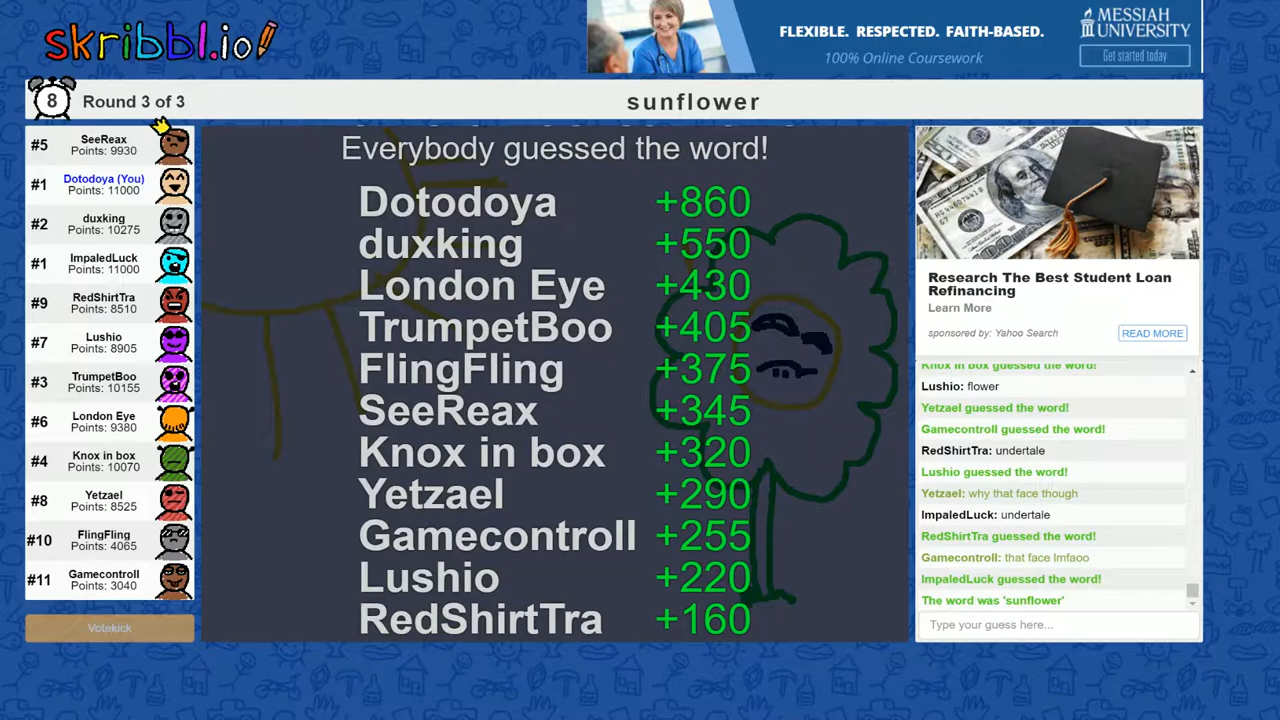 skribbl.io!
FLEXIBLE. RESPECTED. FAITH-BASED.
100% Online Coursework
MESSIAH
UNIVERSITY
Get started today
8
Round 3 of 3
sunflower
#5
SeeReax
Points: 9930
#1
Dotodoya (You)
Points: 11000
#2
duxking
Points: 10275
#1
ImpaledLuck
Points: 11000
#9
RedShirtTra
Points: 8510
#7
Lushio
Points: 8905
#3
TrumpetBoo
Points: 10155
#6
London Eye
Points: 9380
#4
Knox in box
Points: 10070
#8
Yetzael
Points: 8525
#10
FlingFling
Points: 4065
#11
Gamecontroll
Points: 3040
Votekick
Everybody guessed the word!
Dotodoya +860
duxking +550
London Eye +430
TrumpetBoo +405
FlingFling +375
SeeReax +345
Knox in box +320
Yetzael +290
Gamecontroll +255
Lushio +220
RedShirtTra +160
Research The Best Student Loan
Refinancing
Learn More
sponsored by: Yahoo Search
READ MORE
Knox in box guessed the word!
Lushio: flower
Yetzael guessed the word!
Gamecontroll guessed the word!
RedShirtTra: undertale
Lushio guessed the word!
Yetzael: why that face though
ImpaledLuck: undertale
RedShirtTra guessed the word!
Gamecontroll: that face lmfaoo
ImpaledLuck guessed the word!
The word was 'sunflower'
Type your guess here...